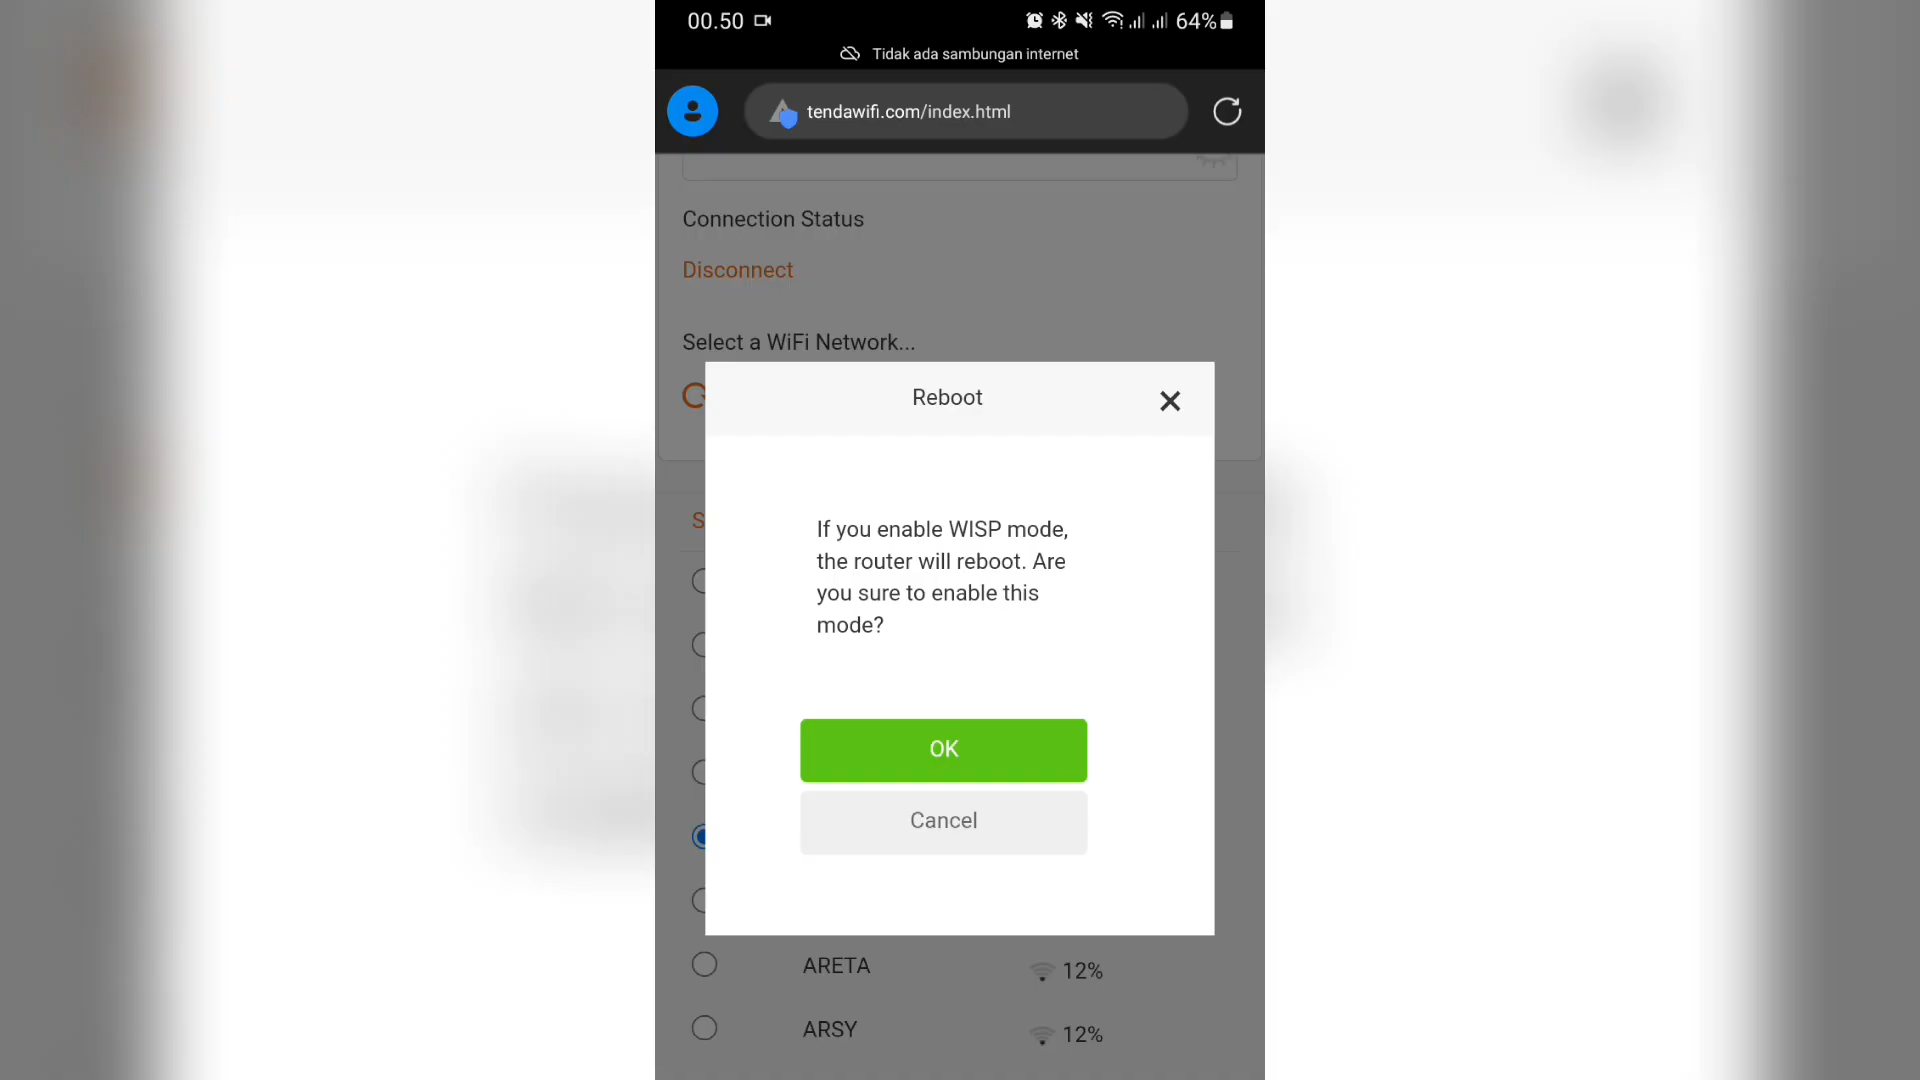 00.50
64%
Tidak ada sambungan internet
tendawifi.com/index.html
Connection Status
Disconnect
Select a WiFi Network...
Reboot
If you enable WISP mode,
the router will reboot. Are
you sure to enable this
mode?
OK
Cancel
ARETA 12%
ARSY 12%